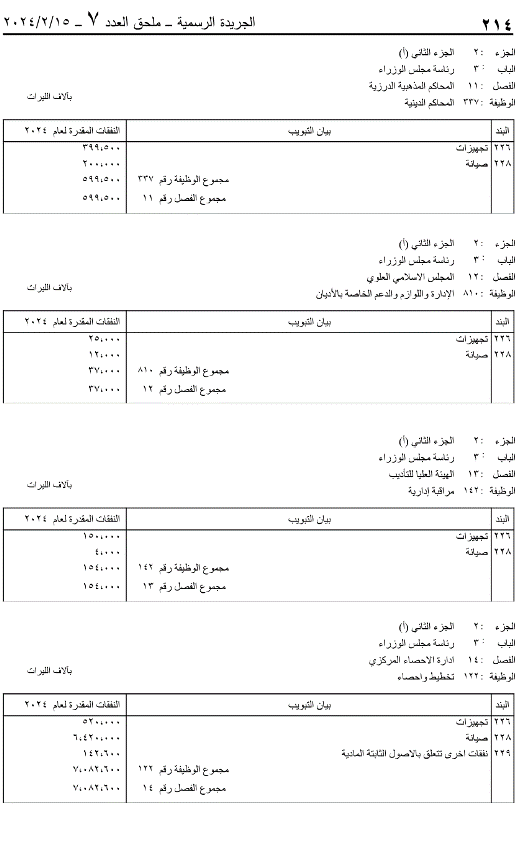 ٢١٤
الجريدة الرسمية – ملحق العدد ٧ – ٢٠٢٤/٢/١٥
الجزء : ٢ الجزء الثاني (أ)
الباب : ٣ رئاسة مجلس الوزراء
الفصل : ١١ المحاكم المذهبية الدرزية
الوظيفة : ٣٣٧ المحاكم الدينية
بآلاف الليرات
البند بيان التبويب النفقات المقدرة لعام ٢٠٢٤
٢٢٦ تجهيزات ٣٩٩،٥٠٠
٢٢٨ صيانة ٢٠٠،٠٠٠
مجموع الوظيفة رقم ٣٣٧ ٥٩٩،٥٠٠
مجموع الفصل رقم ١١ ٥٩٩،٥٠٠
الجزء : ٢ الجزء الثاني (أ)
الباب : ٣ رئاسة مجلس الوزراء
الفصل : ١٢ المجلس الاسلامي العلوي
الوظيفة : ٨١٠ الإدارة واللوازم والدعم الخاصة بالأديان
بآلاف الليرات
البند بيان التبويب النفقات المقدرة لعام ٢٠٢٤
٢٢٦ تجهيزات ٢٥،٠٠٠
٢٢٨ صيانة ١٢،٠٠٠
مجموع الوظيفة رقم ٨١٠ ٣٧،٠٠٠
مجموع الفصل رقم ١٢ ٣٧،٠٠٠
الجزء : ٢ الجزء الثاني (أ)
الباب : ٣ رئاسة مجلس الوزراء
الفصل : ١٣ الهيئة العليا للتأديب
الوظيفة : ١٤٢ مراقبة إدارية
بآلاف الليرات
البند بيان التبويب النفقات المقدرة لعام ٢٠٢٤
٢٢٦ تجهيزات ١٥٠،٠٠٠
٢٢٨ صيانة ٤،٠٠٠
مجموع الوظيفة رقم ١٤٢ ١٥٤،٠٠٠
مجموع الفصل رقم ١٣ ١٥٤،٠٠٠
الجزء : ٢ الجزء الثاني (أ)
الباب : ٣ رئاسة مجلس الوزراء
الفصل : ١٤ ادارة الاحصاء المركزي
الوظيفة : ١٢٢ تخطيط واحصاء
بآلاف الليرات
البند بيان التبويب النفقات المقدرة لعام ٢٠٢٤
٢٢٦ تجهيزات ٥٢٠،٠٠٠
٢٢٨ صيانة ٦،٤٢٠،٠٠٠
٢٢٩ نفقات اخرى تتعلق بالاصول الثابتة المادية ١٤٢،٦٠٠
مجموع الوظيفة رقم ١٢٢ ٧،٠٨٢،٦٠٠
مجموع الفصل رقم ١٤ ٧،٠٨٢،٦٠٠